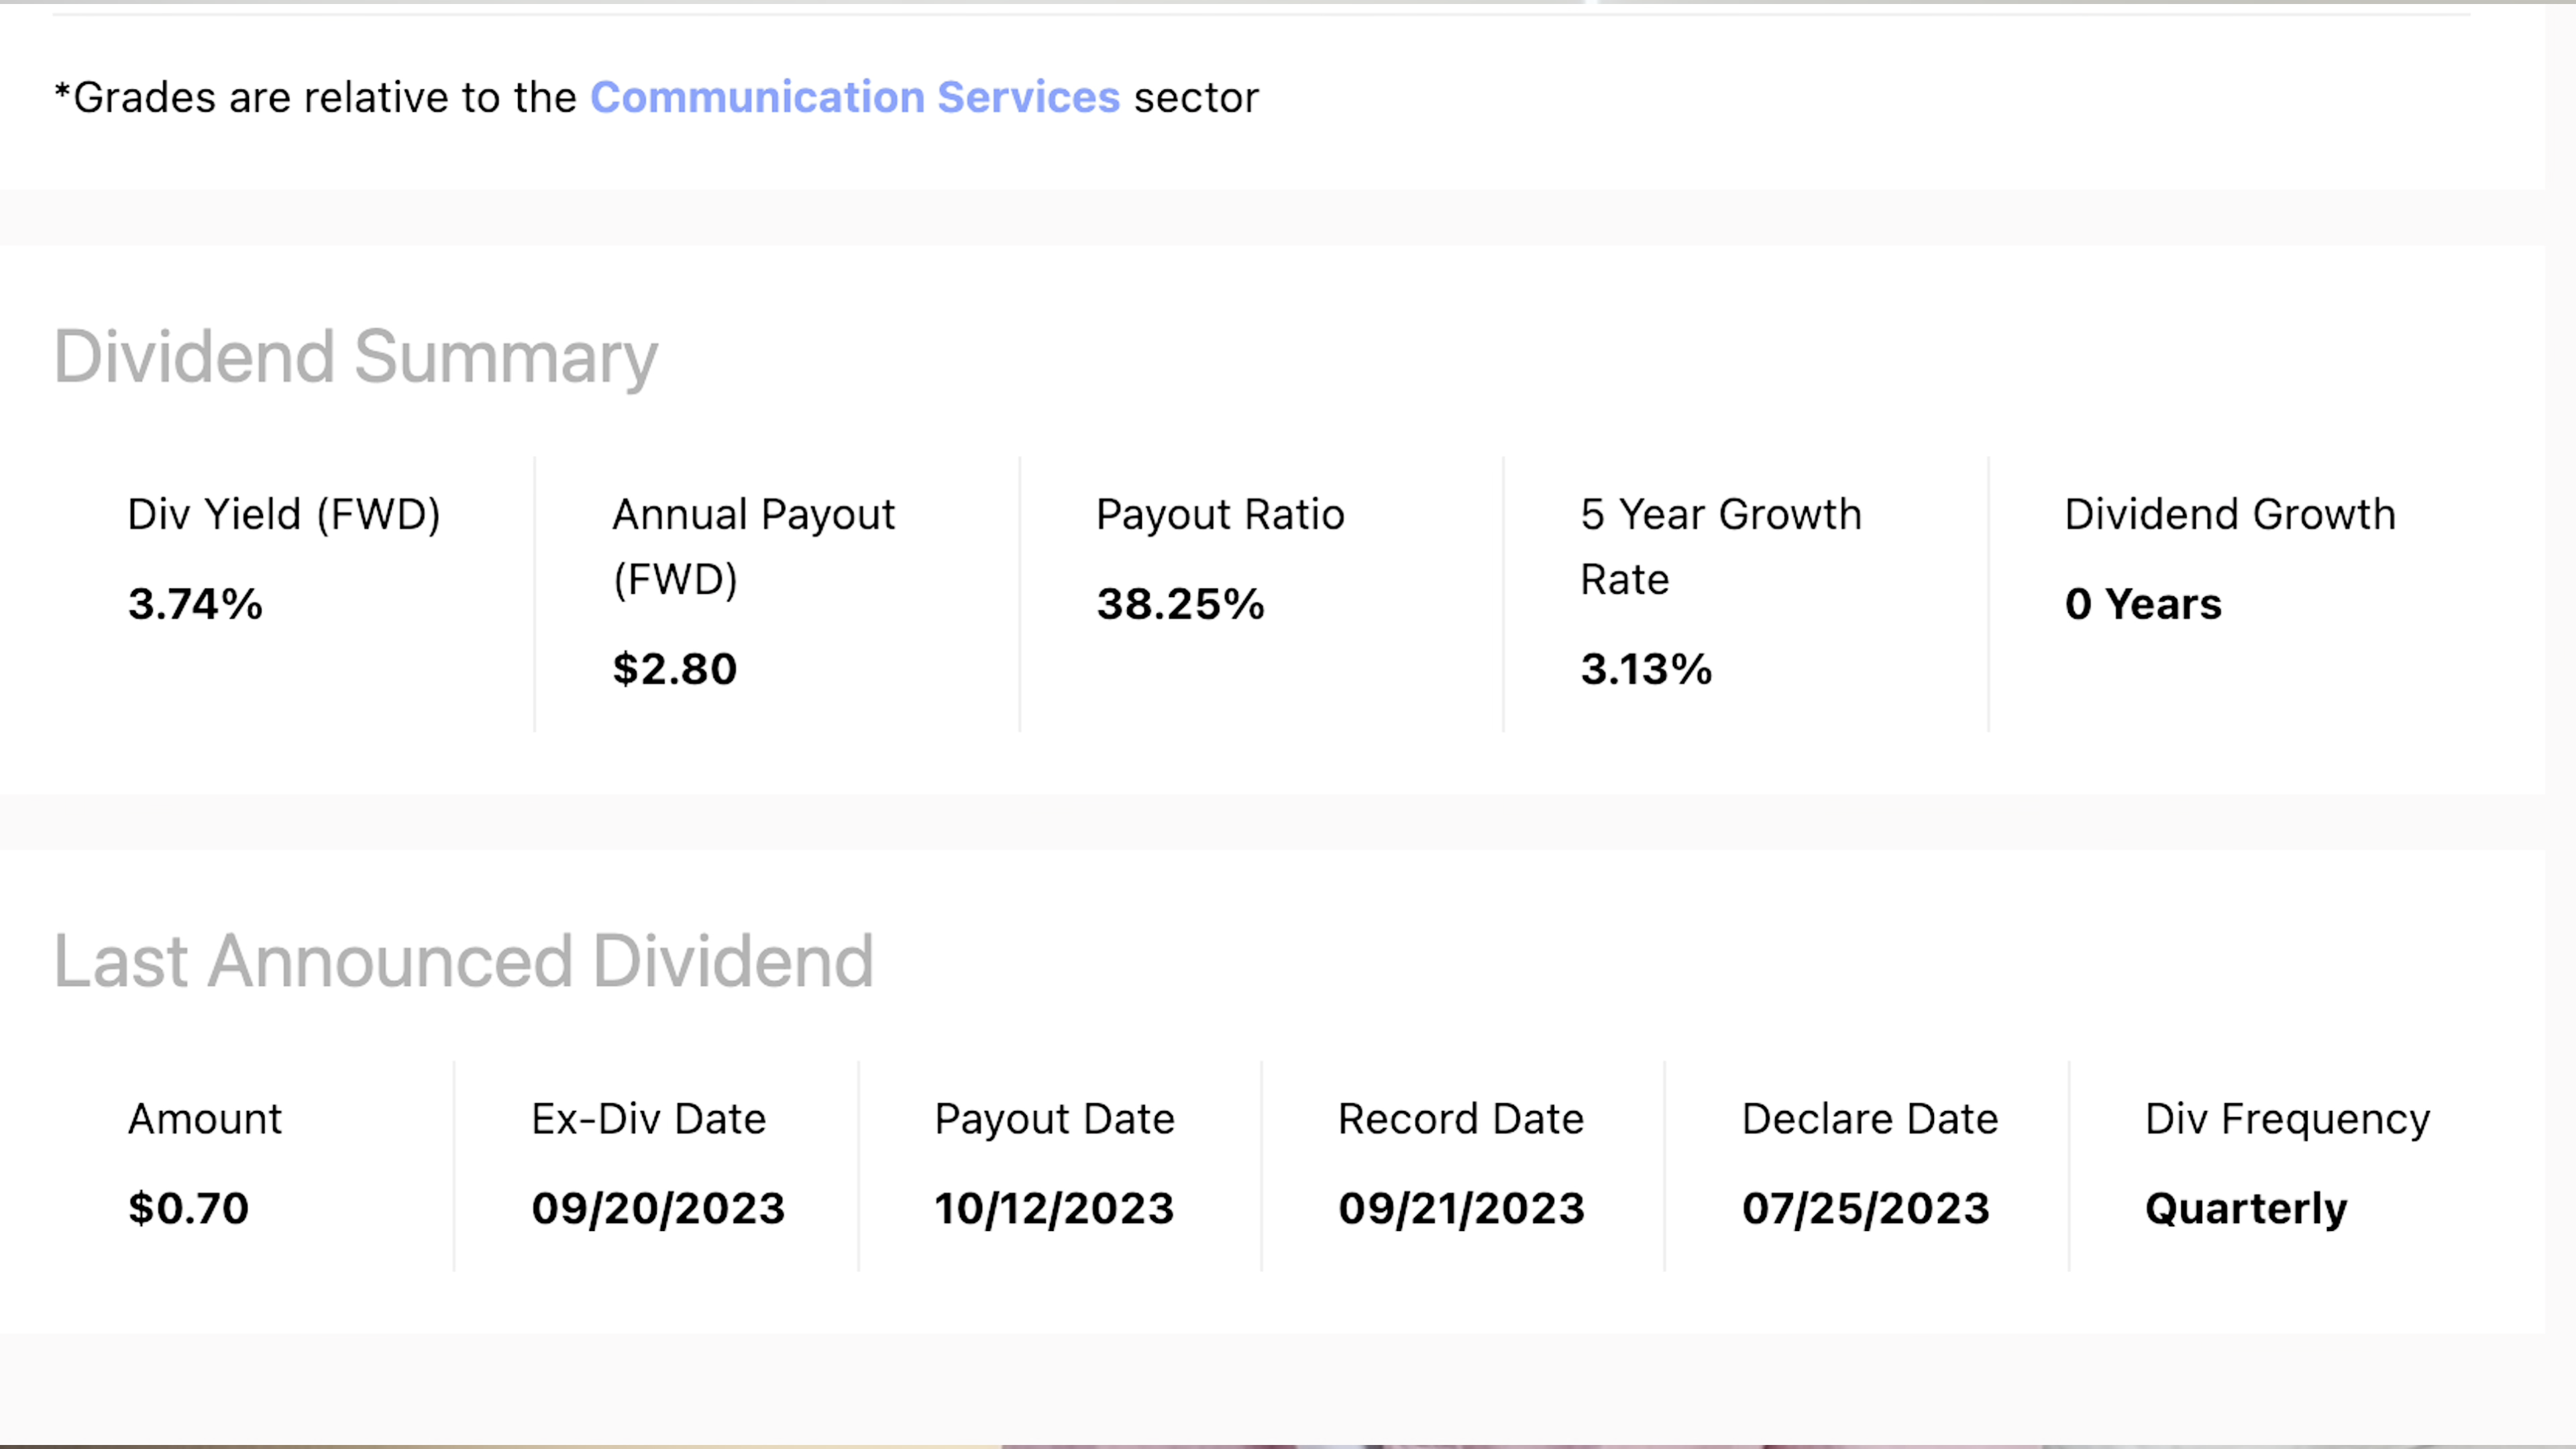 *Grades are relative to the Communication Services sector
Dividend Summary
Div Yield (FWD)
3.74%
Annual Payout
(FWD)
$2.80
Payout Ratio
38.25%
5 Year Growth
Rate
3.13%
Dividend Growth
0 Years
Last Announced Dividend
Amount
$0.70
Ex-Div Date
09/20/2023
Payout Date
10/12/2023
Record Date
09/21/2023
Declare Date
07/25/2023
Div Frequency
Quarterly